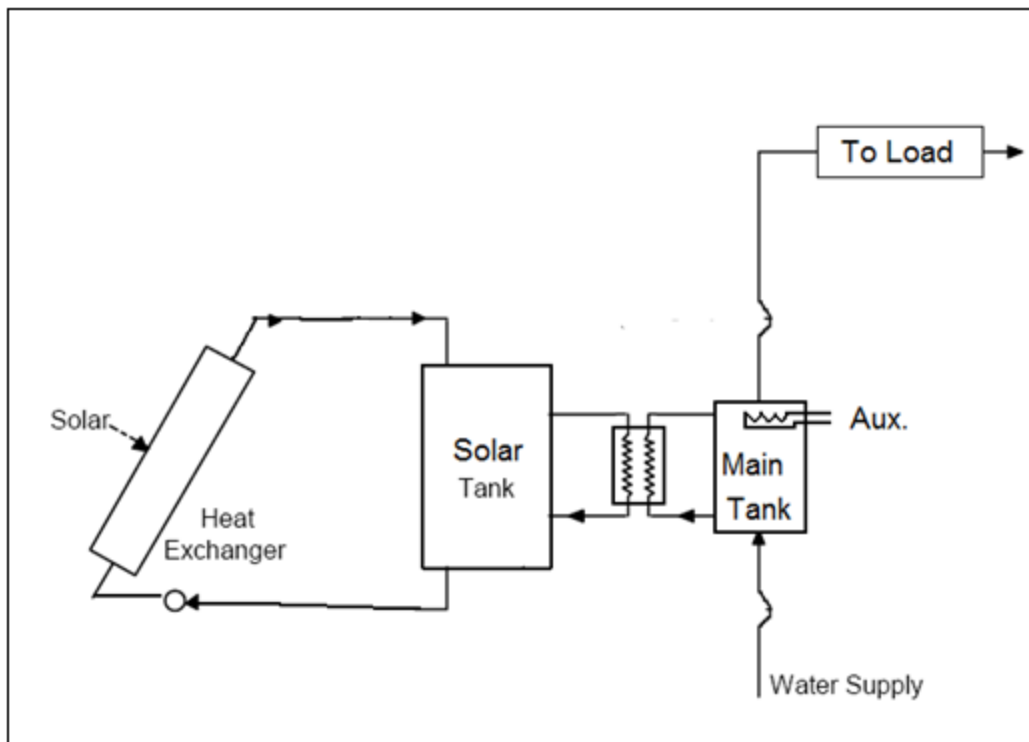 To Load
Solar
Heat
Exchanger
Solar
Tank
Aux.
Main
Tank
Water Supply